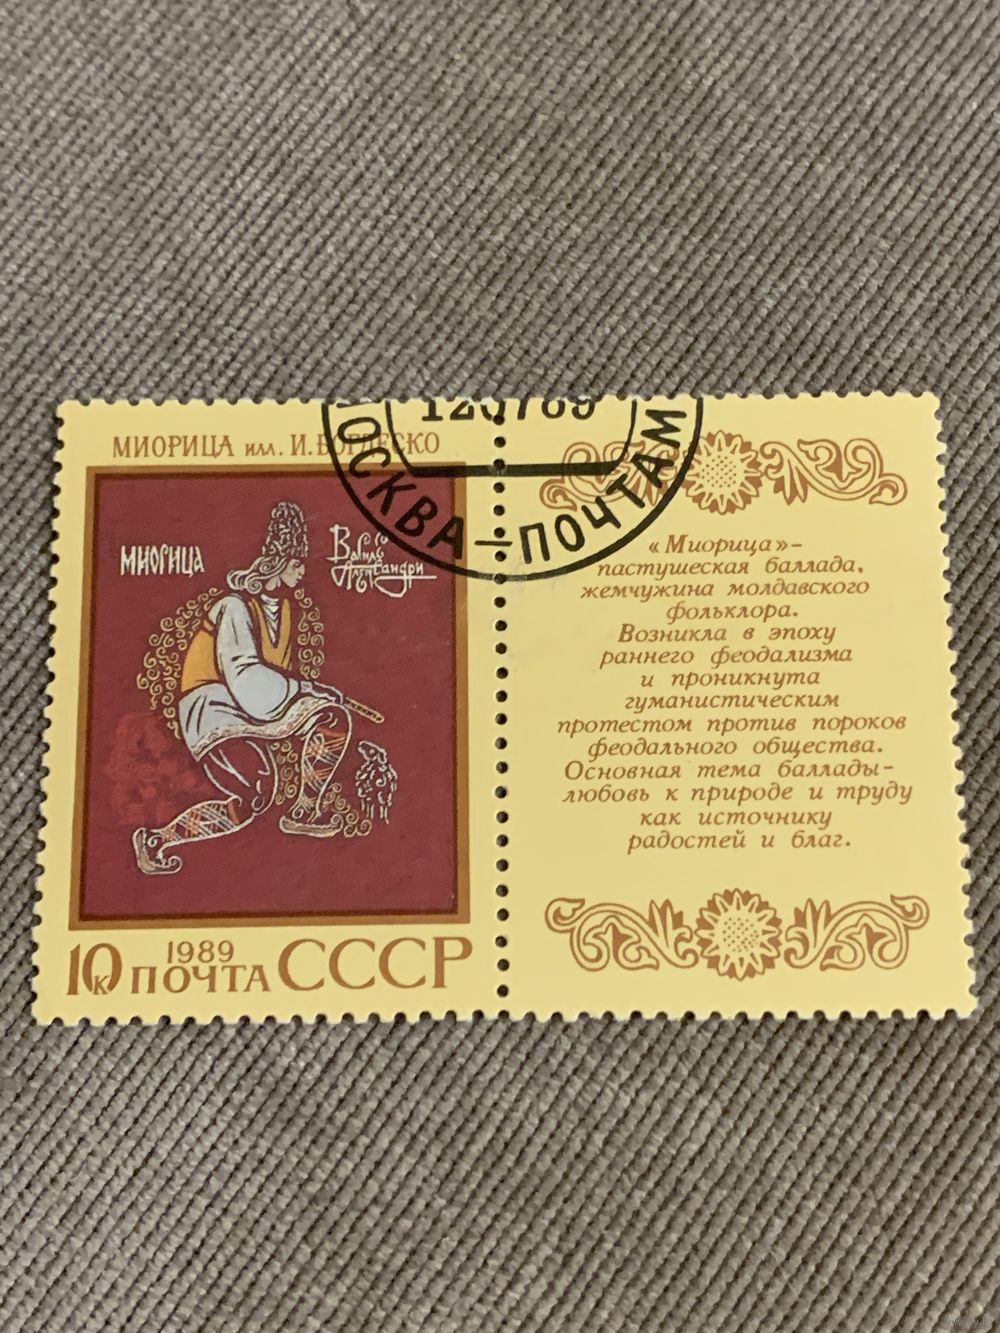 120789
МОСКВА—ПОЧТАМ
МИОРИЦА илл. И.БОГДЕСКО
МИОРИЦА
Василе
Александри
10к 1989
ПОЧТА СССР
«Миорица»-
пастушеская баллада,
жемчужина молдавского
фольклора.
Возникла в эпоху
раннего феодализма
и проникнута
гуманистическим
протестом против пороков
феодального общества.
Основная тема баллады-
любовь к природе и труду
как источнику
радостей и благ.